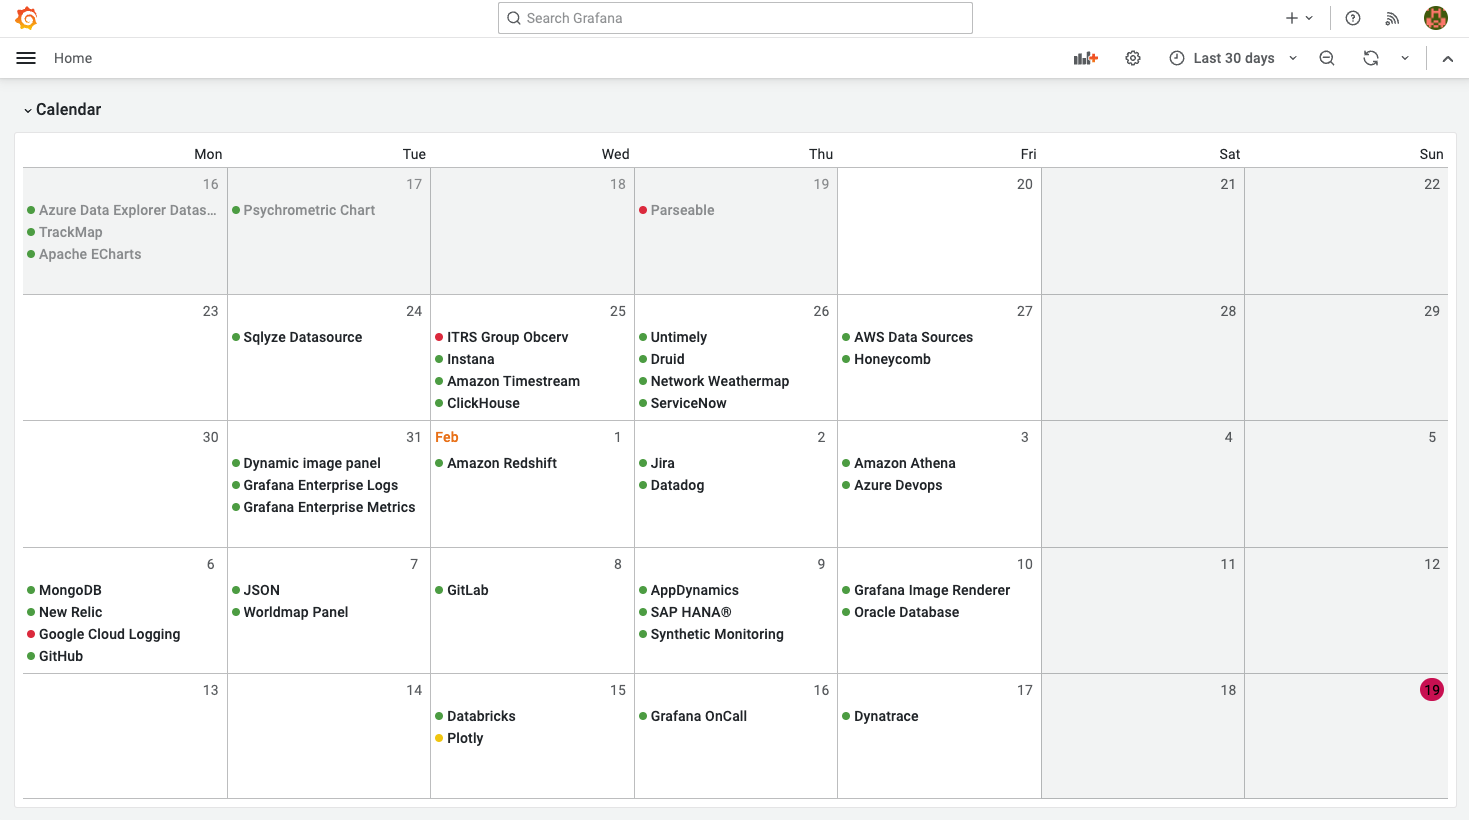 Search Grafana
Home
Last 30 days
Calendar
Mon Tue Wed Thu Fri Sat Sun
16 17 18 19 20 21 22
Azure Data Explorer Datas... Psychrometric Chart Parseable
TrackMap
Apache ECharts
23 24 25 26 27 28 29
Sqlyze Datasource ITRS Group Obcerv Untimely AWS Data Sources
Instana Druid Honeycomb
Amazon Timestream Network Weathermap
ClickHouse ServiceNow
30 31 Feb 1 2 3 4 5
Dynamic image panel Amazon Redshift Jira Amazon Athena
Grafana Enterprise Logs Datadog Azure Devops
Grafana Enterprise Metrics
6 7 8 9 10 11 12
MongoDB JSON GitLab AppDynamics Grafana Image Renderer
New Relic Worldmap Panel SAP HANA® Oracle Database
Google Cloud Logging Synthetic Monitoring
GitHub
13 14 15 16 17 18 19
Databricks Grafana OnCall Dynatrace
Plotly